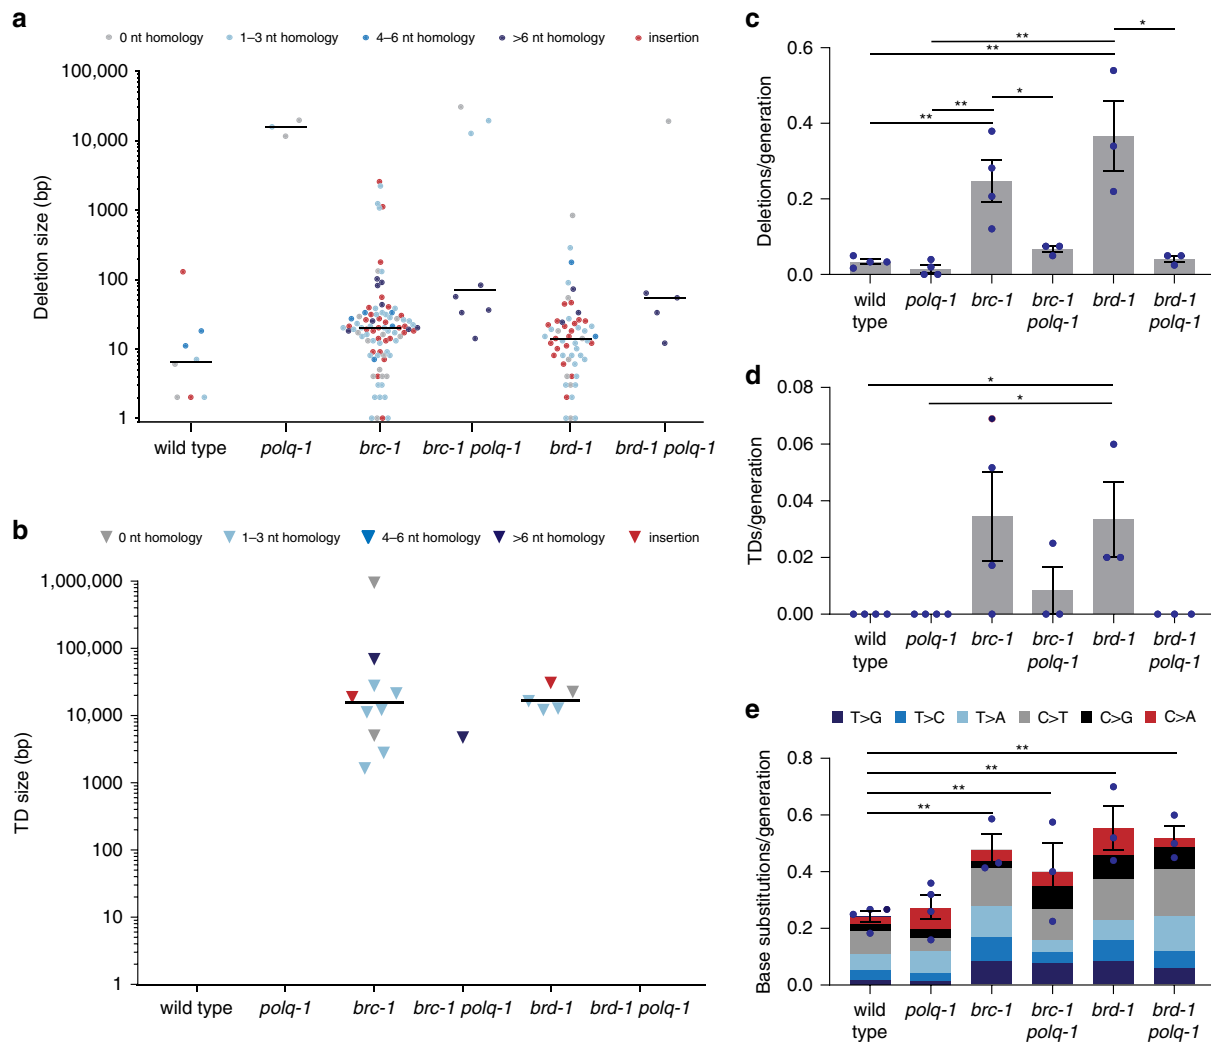 a
0 nt homology 1–3 nt homology 4–6 nt homology >6 nt homology insertion
Deletion size (bp)
100,000
10,000
1000
100
10
1
wild type polq-1 brc-1 brc-1 polq-1 brd-1 brd-1 polq-1
b
0 nt homology 1–3 nt homology 4–6 nt homology >6 nt homology insertion
TD size (bp)
1,000,000
100,000
10,000
1000
100
10
1
wild type polq-1 brc-1 brc-1 polq-1 brd-1 brd-1 polq-1
c
Deletions/generation
0.6
0.4
0.2
0.0
** ** ** ** * *
wild type polq-1 brc-1 brc-1 polq-1 brd-1 brd-1 polq-1
d
TDs/generation
0.08
0.06
0.04
0.02
0.00
*
*
wild type polq-1 brc-1 brc-1 polq-1 brd-1 brd-1 polq-1
e
T>G T>C T>A C>T C>G C>A
Base substitutions/generation
0.8
0.6
0.4
0.2
0.0
**
**
**
**
wild type polq-1 brc-1 brc-1 polq-1 brd-1 brd-1 polq-1